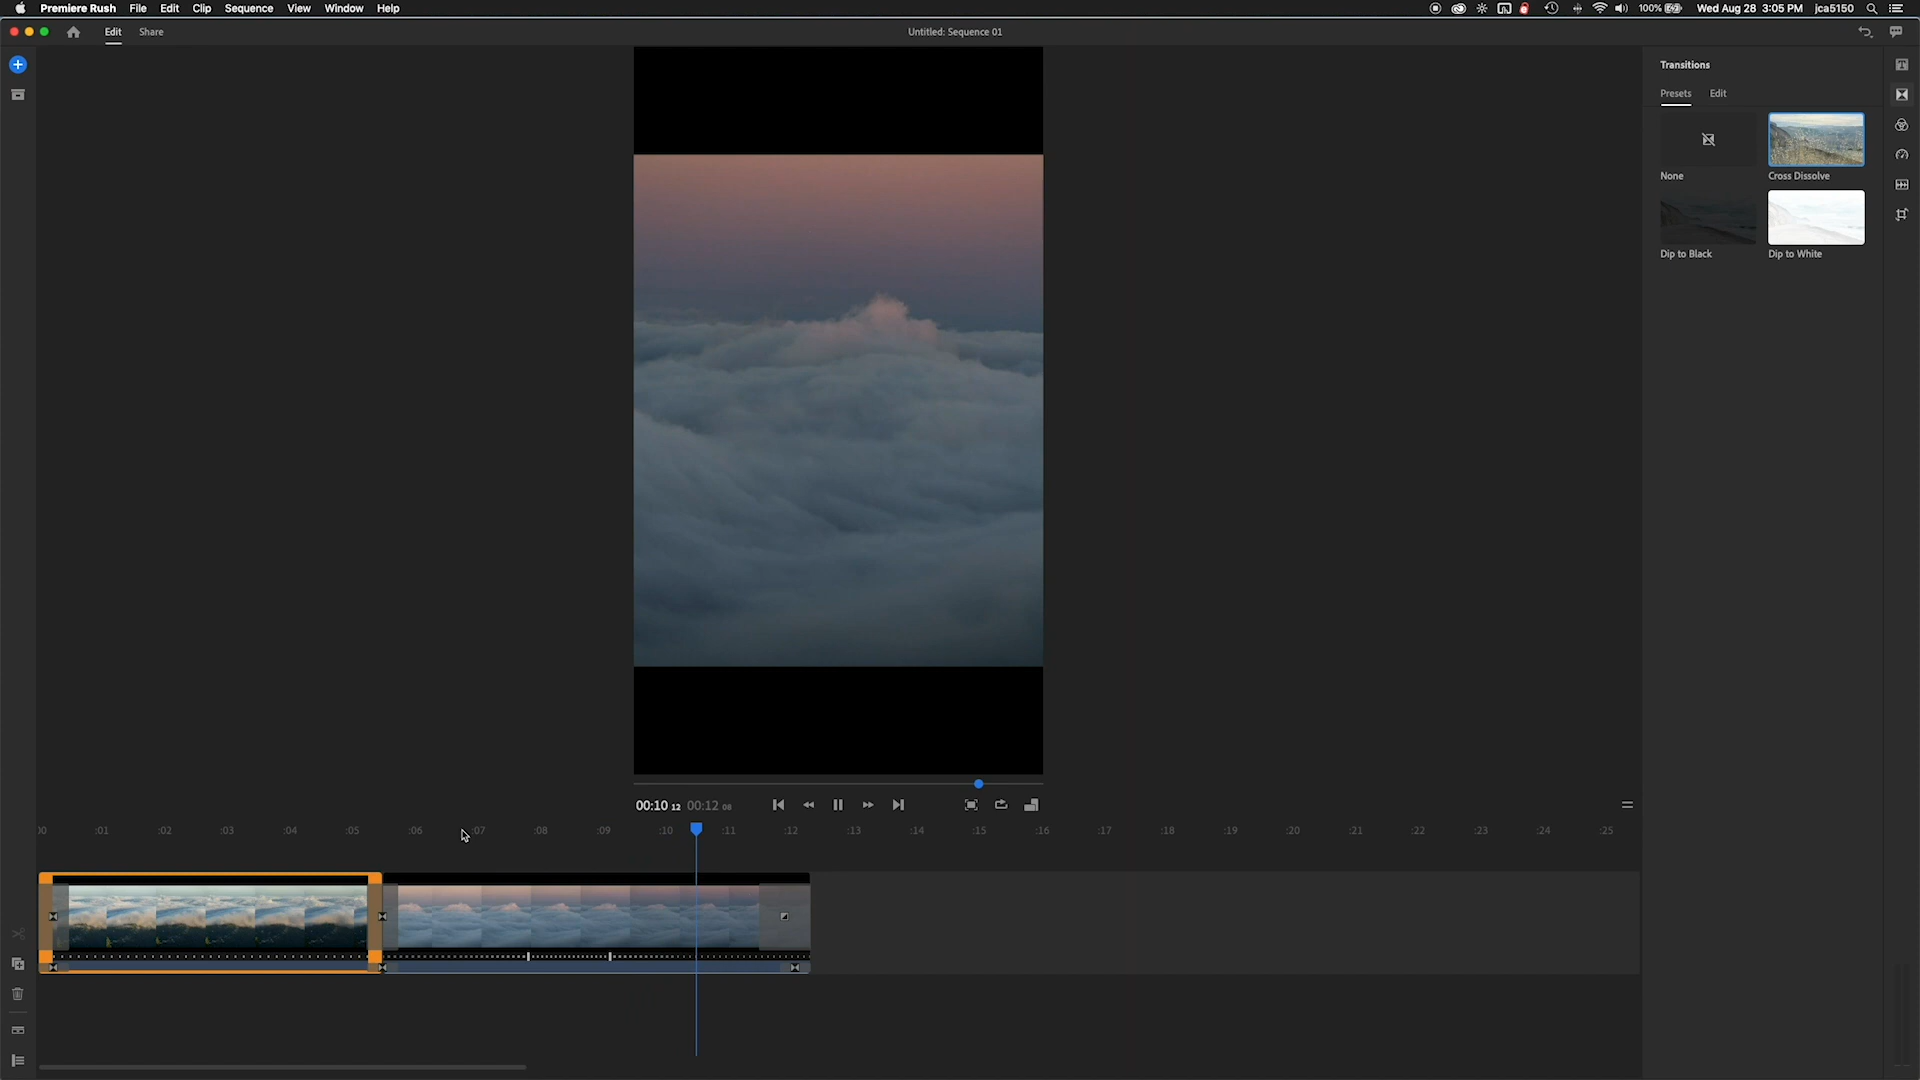 Premiere Rush File Edit Clip Sequence View Window Help 100% Wed Aug 28 3:05 PM jca5150
Edit Share Untitled: Sequence 01
Transitions
Presets Edit
None Cross Dissolve
Dip to Black Dip to White
00:10 12 00:12 08
:00 :01 :02 :03 :04 :05 :06 :07 :08 :09 :10 :11 :12 :13 :14 :15 :16 :17 :18 :19 :20 :21 :22 :23 :24 :25